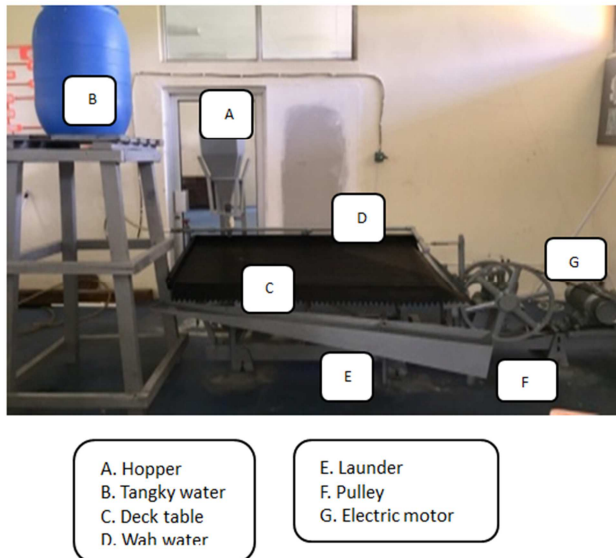 B
A
D
G
C
E
F
A. Hopper
B. Tangky water
C. Deck table
D. Wah water
E. Launder
F. Pulley
G. Electric motor